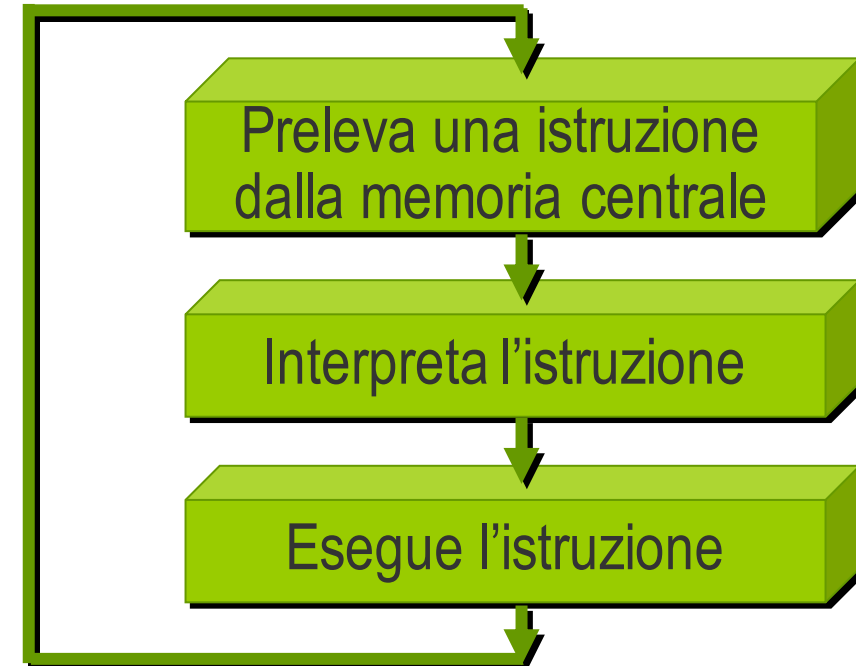 Preleva una istruzione
dalla memoria centrale
Interpreta l’istruzione
Esegue l’istruzione